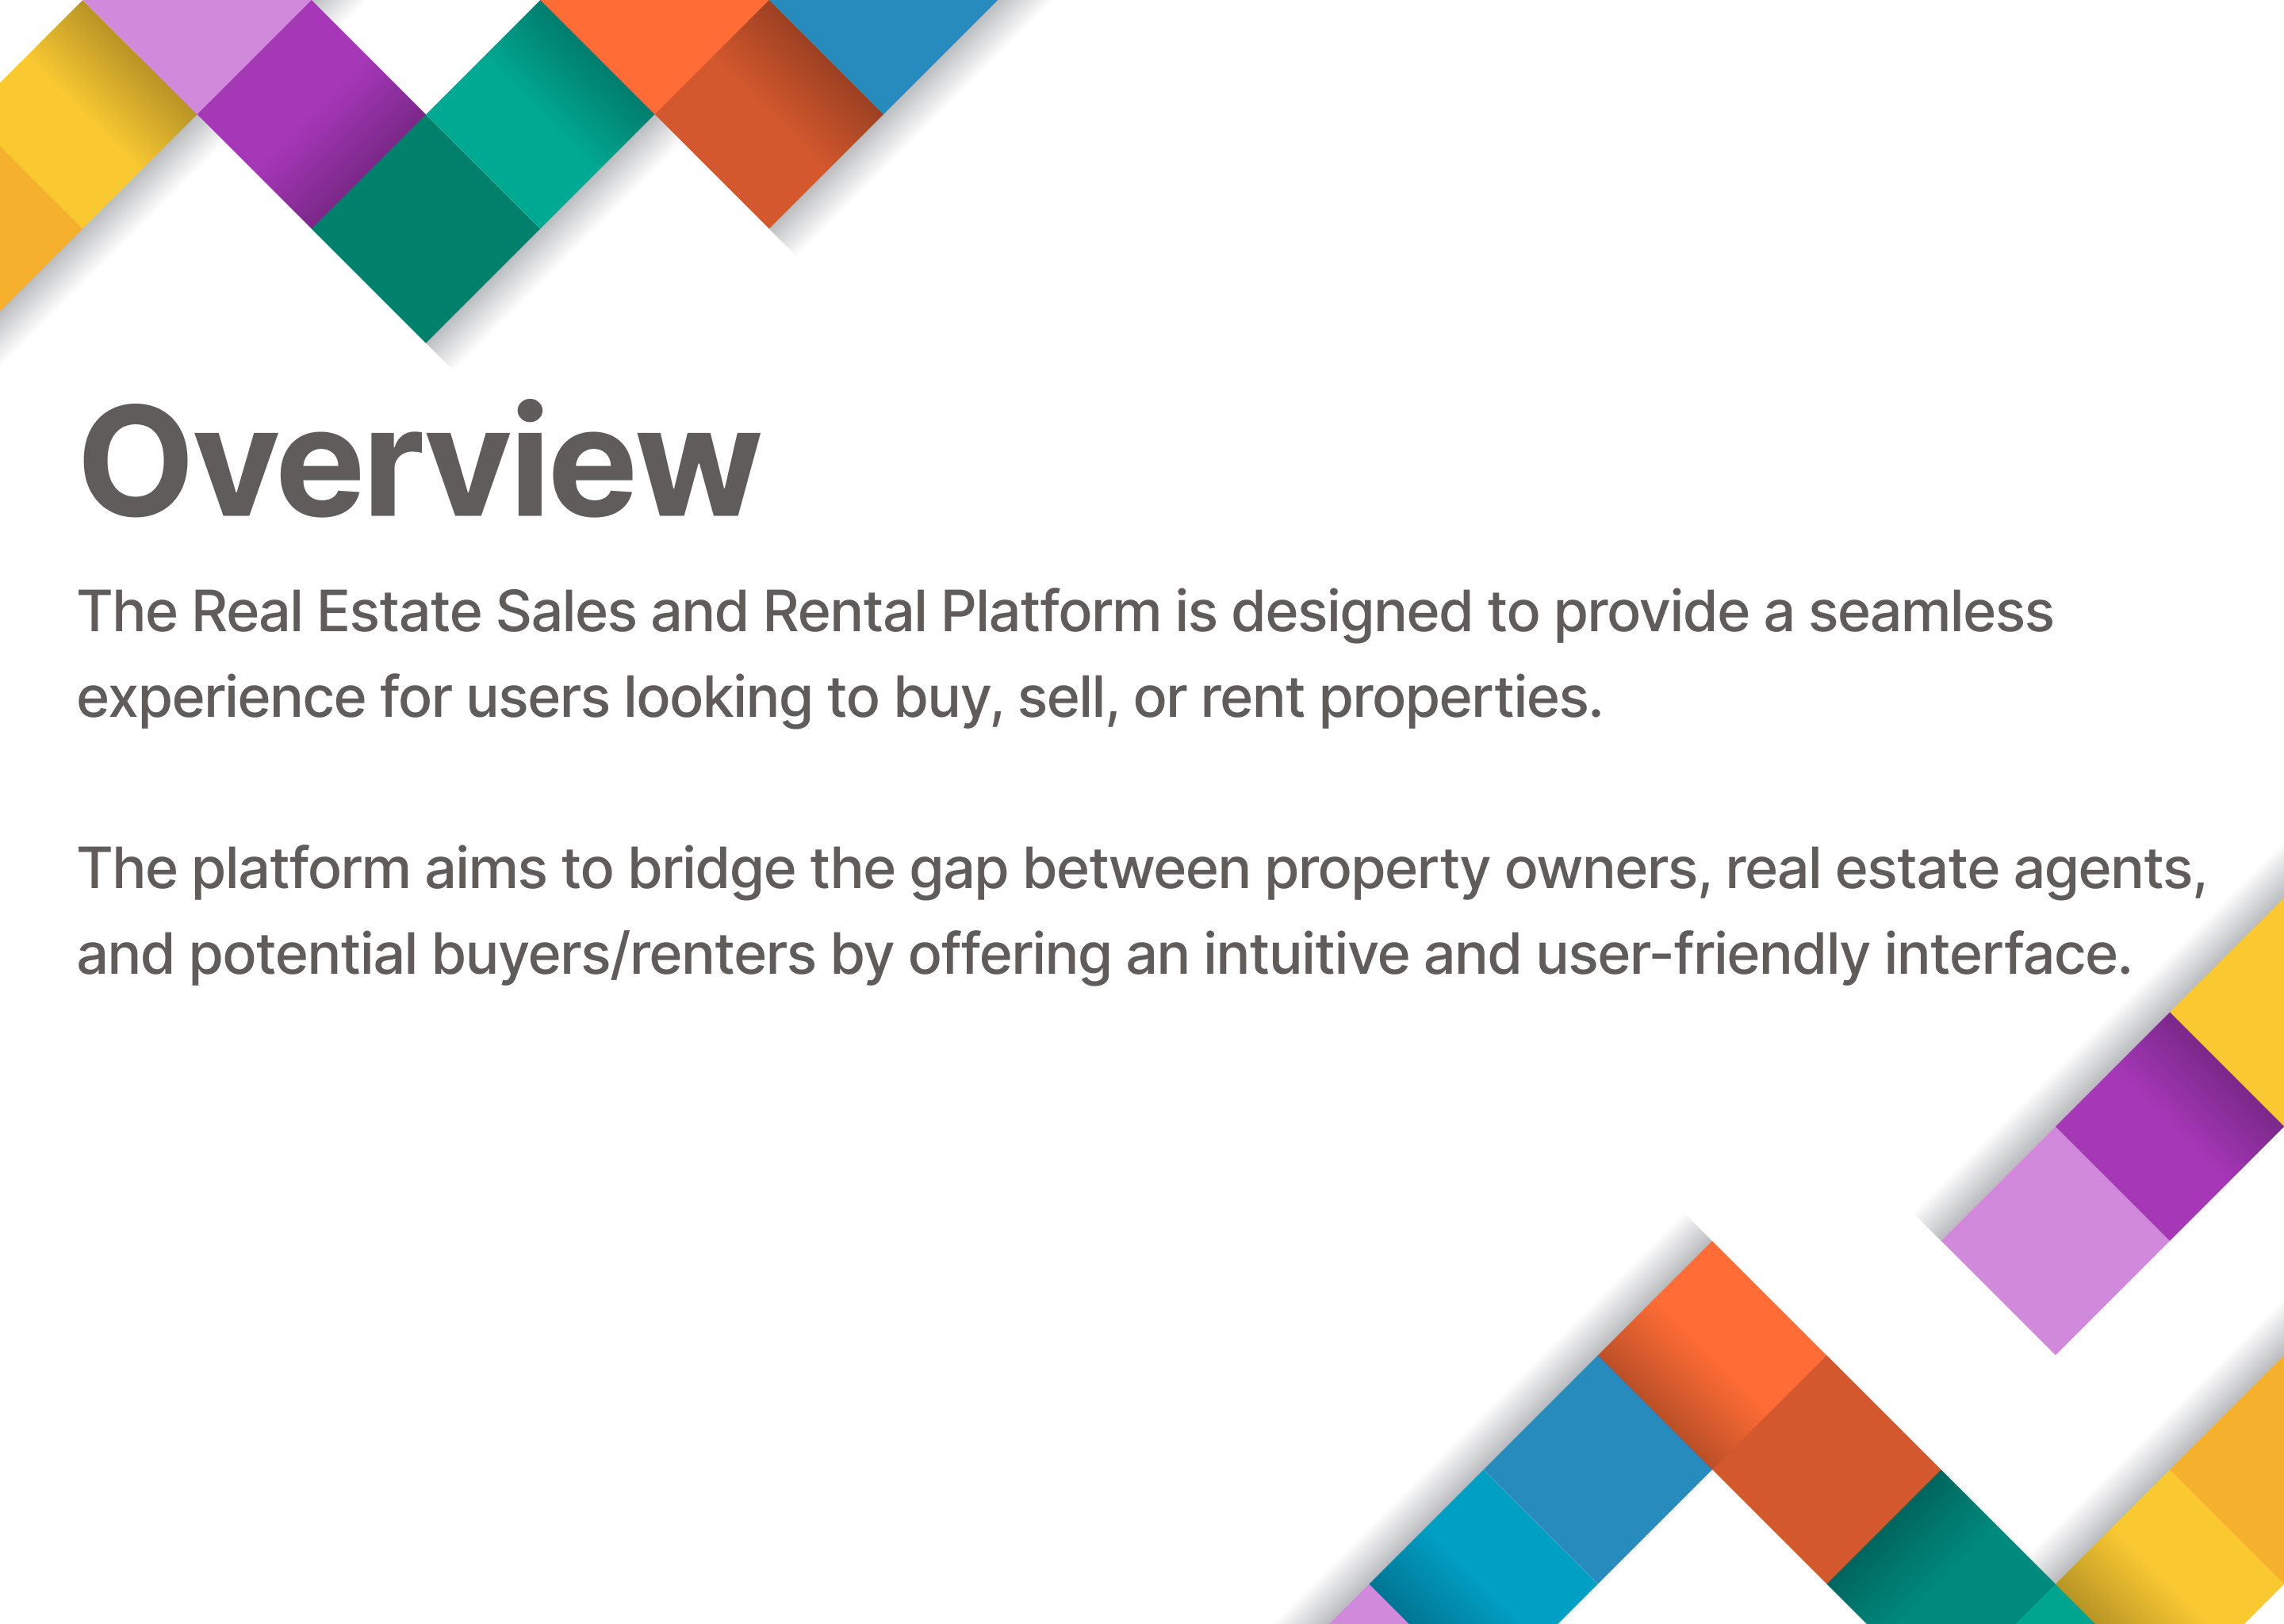 Overview
The Real Estate Sales and Rental Platform is designed to provide a seamless
experience for users looking to buy, sell, or rent properties.
The platform aims to bridge the gap between property owners, real estate agents,
and potential buyers/renters by offering an intuitive and user-friendly interface.